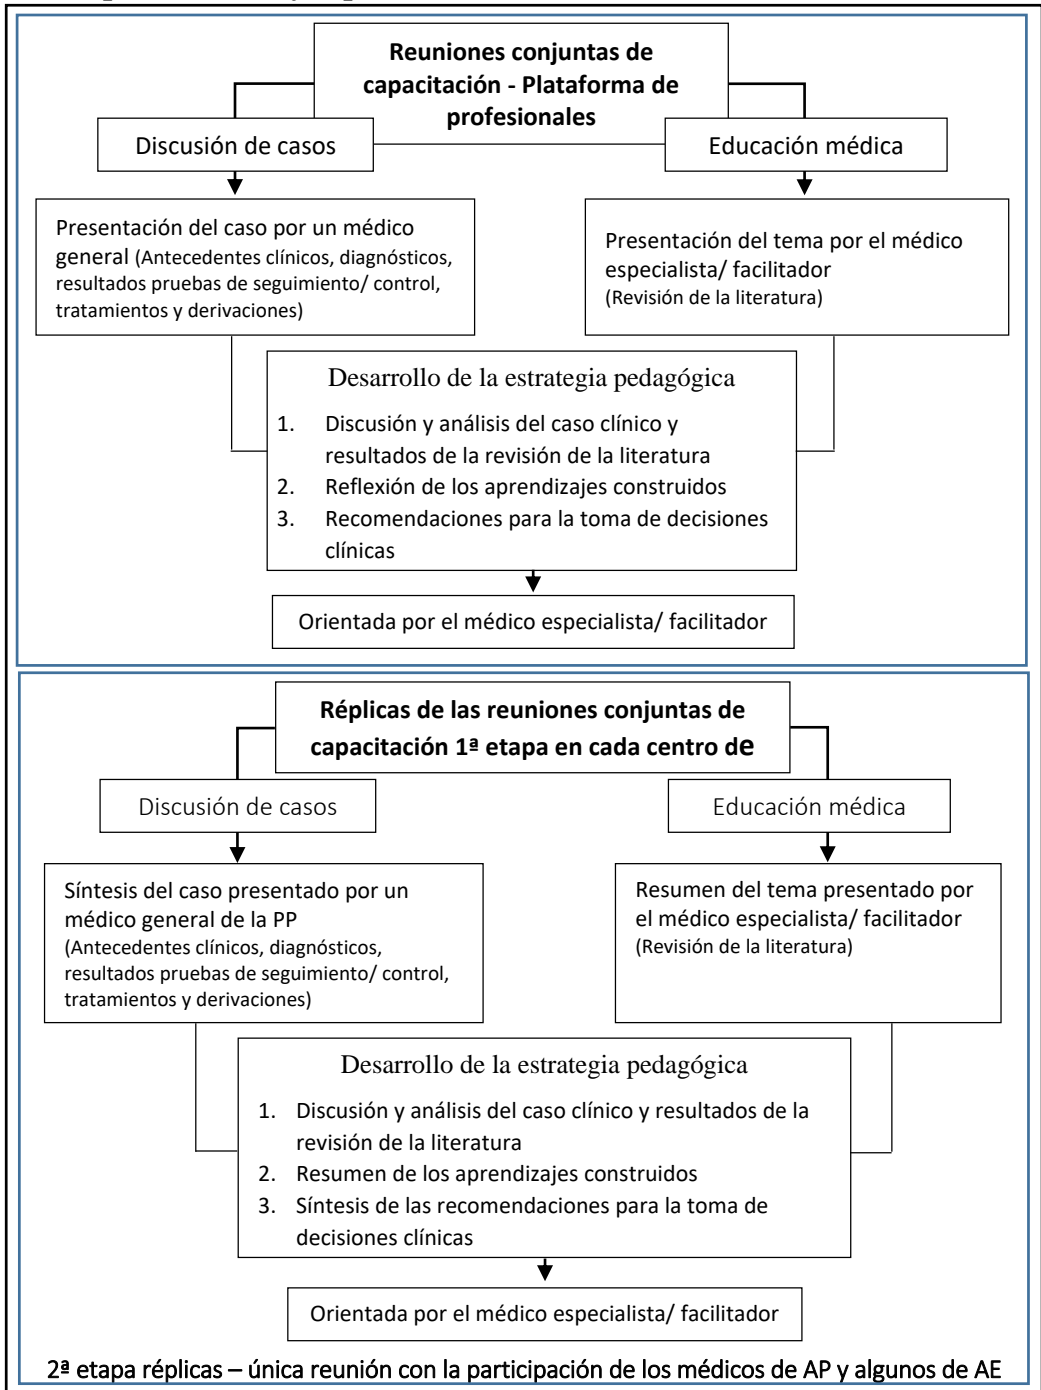 Reuniones conjuntas de
capacitación - Plataforma de
profesionales
Discusión de casos
Educación médica
Presentación del caso por un médico
general (Antecedentes clínicos, diagnósticos,
resultados pruebas de seguimiento/ control,
tratamientos y derivaciones)
Presentación del tema por el médico
especialista/ facilitador
(Revisión de la literatura)
Desarrollo de la estrategia pedagógica
1. Discusión y análisis del caso clínico y
resultados de la revisión de la literatura
2. Reflexión de los aprendizajes construidos
3. Recomendaciones para la toma de decisiones
clínicas
Orientada por el médico especialista/ facilitador
Réplicas de las reuniones conjuntas de
capacitación 1ª etapa en cada centro de
Discusión de casos
Educación médica
Síntesis del caso presentado por un
médico general de la PP
(Antecedentes clínicos, diagnósticos,
resultados pruebas de seguimiento/ control,
tratamientos y derivaciones)
Resumen del tema presentado por
el médico especialista/ facilitador
(Revisión de la literatura)
Desarrollo de la estrategia pedagógica
1. Discusión y análisis del caso clínico y resultados de la
revisión de la literatura
2. Resumen de los aprendizajes construidos
3. Síntesis de las recomendaciones para la toma de
decisiones clínicas
Orientada por el médico especialista/ facilitador
2ª etapa réplicas – única reunión con la participación de los médicos de AP y algunos de AE